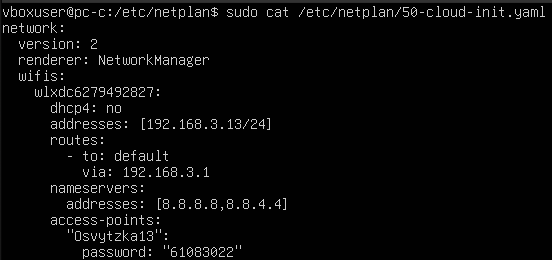 vboxuser@pc-c:/etc/netplan$ sudo cat /etc/netplan/50-cloud-init.yaml
network:
  version: 2
  renderer: NetworkManager
  wifis:
    wlxdc6279492827:
      dhcp4: no
      addresses: [192.168.3.13/24]
      routes:
        - to: default
          via: 192.168.3.1
      nameservers:
        addresses: [8.8.8.8,8.8.4.4]
      access-points:
        "Osvytzka13":
          password: "61083022"